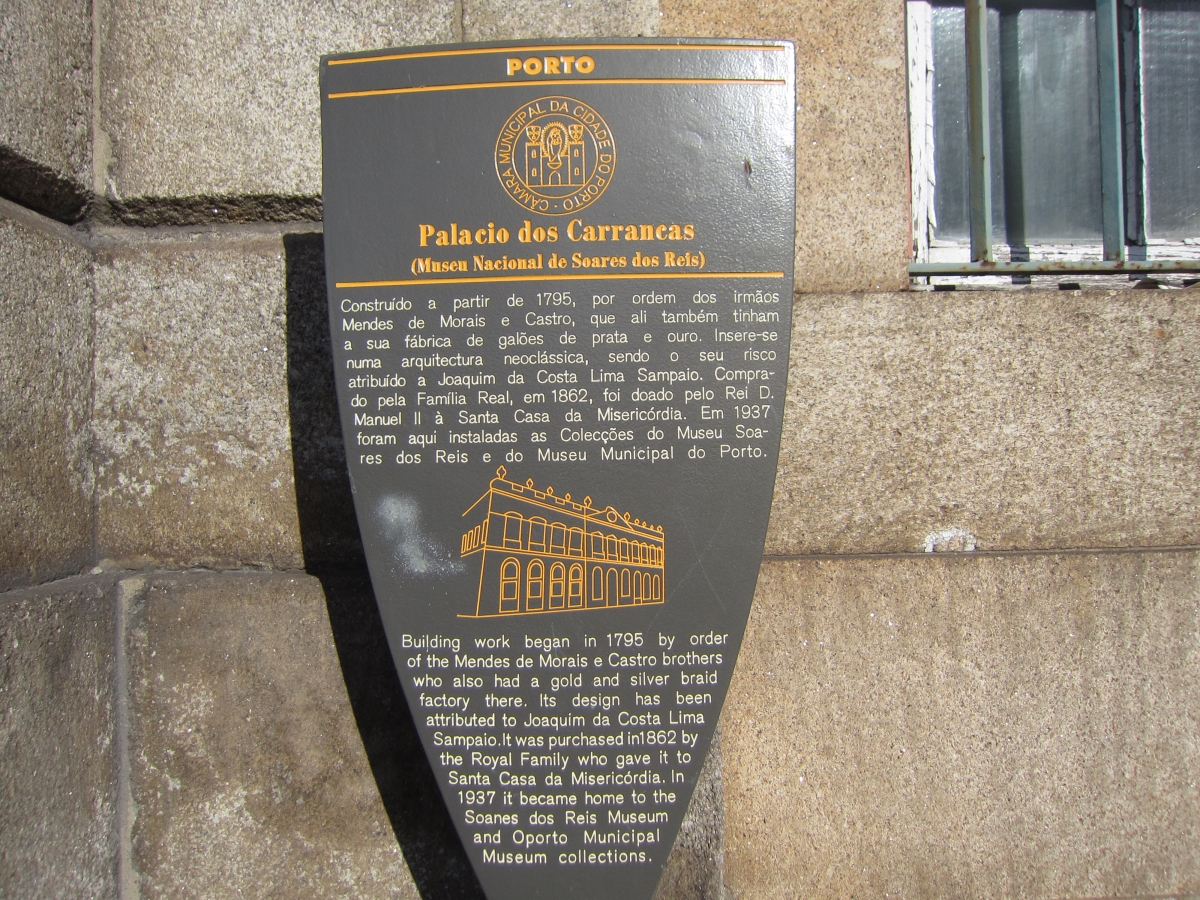 PORTO
CÂMARA MUNICIPAL DA CIDADE DO PORTO
Palacio dos Carrancas
(Museu Nacional de Soares dos Reis)
Construído a partir de 1795, por ordem dos irmãos
Mendes de Morais e Castro, que ali também tinham
a sua fábrica de galões de prata e ouro. Insere-se
numa arquitectura neoclássica, sendo o seu risco
atribuído a Joaquim da Costa Lima Sampaio. Compra-
do pela Família Real, em 1862, foi doado pelo Rei D.
Manuel II à Santa Casa da Misericórdia. Em 1937
foram aqui instaladas as Colecções do Museu Soa-
res dos Reis e do Museu Municipal do Porto.
Building work began in 1795 by order
of the Mendes de Morais e Castro brothers
who also had a gold and silver braid
factory there. Its design has been
attributed to Joaquim da Costa Lima
Sampaio.It was purchased in1862 by
the Royal Family who gave it to
Santa Casa da Misericórdia. In
1937 it became home to the
Soanes dos Reis Museum
and Oporto Municipal
Museum collections.